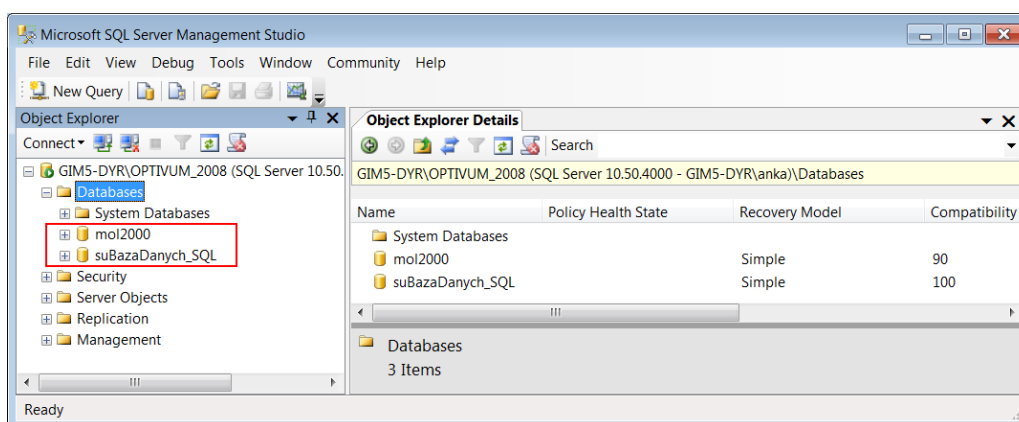 Microsoft SQL Server Management Studio
File Edit View Debug Tools Window Community Help
New Query
Object Explorer
Connect
GIM5-DYR\OPTIVUM_2008 (SQL Server 10.50.
Databases
System Databases
mol2000
suBazaDanych_SQL
Security
Server Objects
Replication
Management
Object Explorer Details
Search
GIM5-DYR\OPTIVUM_2008 (SQL Server 10.50.4000 - GIM5-DYR\anka)\Databases
Name Policy Health State Recovery Model Compatibility
System Databases
mol2000 Simple 90
suBazaDanych_SQL Simple 100
Databases
3 Items
Ready